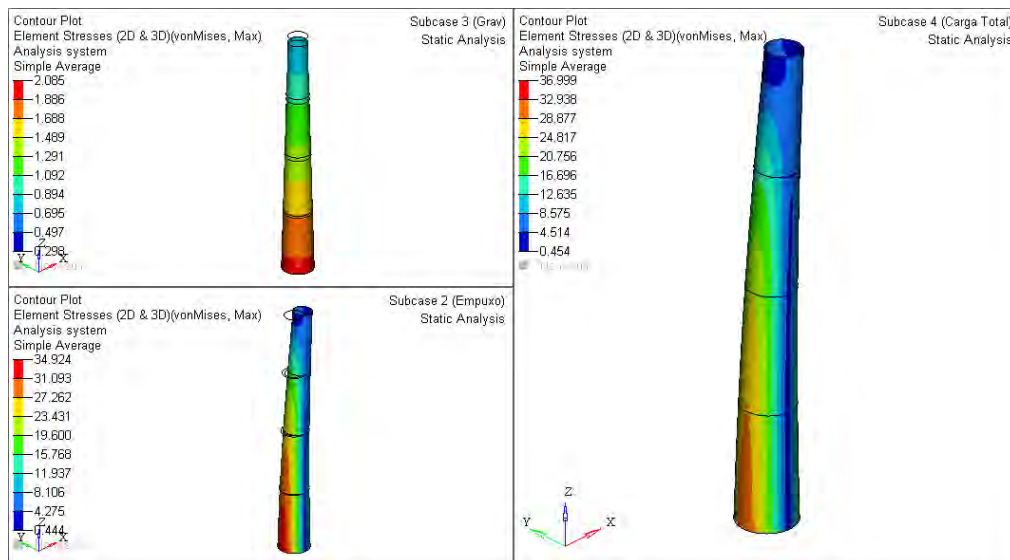 Contour Plot
Element Stresses (2D & 3D)(vonMises, Max)
Analysis system
Simple Average
2.085
1.886
1.688
1.489
1.291
1.092
0.894
0.695
0.497
0.298
Z
Y X
Subcase 3 (Grav)
Static Analysis
Contour Plot
Element Stresses (2D & 3D)(vonMises, Max)
Analysis system
Simple Average
34.924
31.093
27.262
23.431
19.600
15.768
11.937
8.106
4.275
0.444
Z
Y X
Subcase 2 (Empuxo)
Static Analysis
Contour Plot
Element Stresses (2D & 3D)(vonMises, Max)
Analysis system
Simple Average
36.999
32.938
28.877
24.817
20.756
16.696
12.635
8.575
4.514
0.454
Z
Y X
Subcase 4 (Carga Total)
Static Analysis